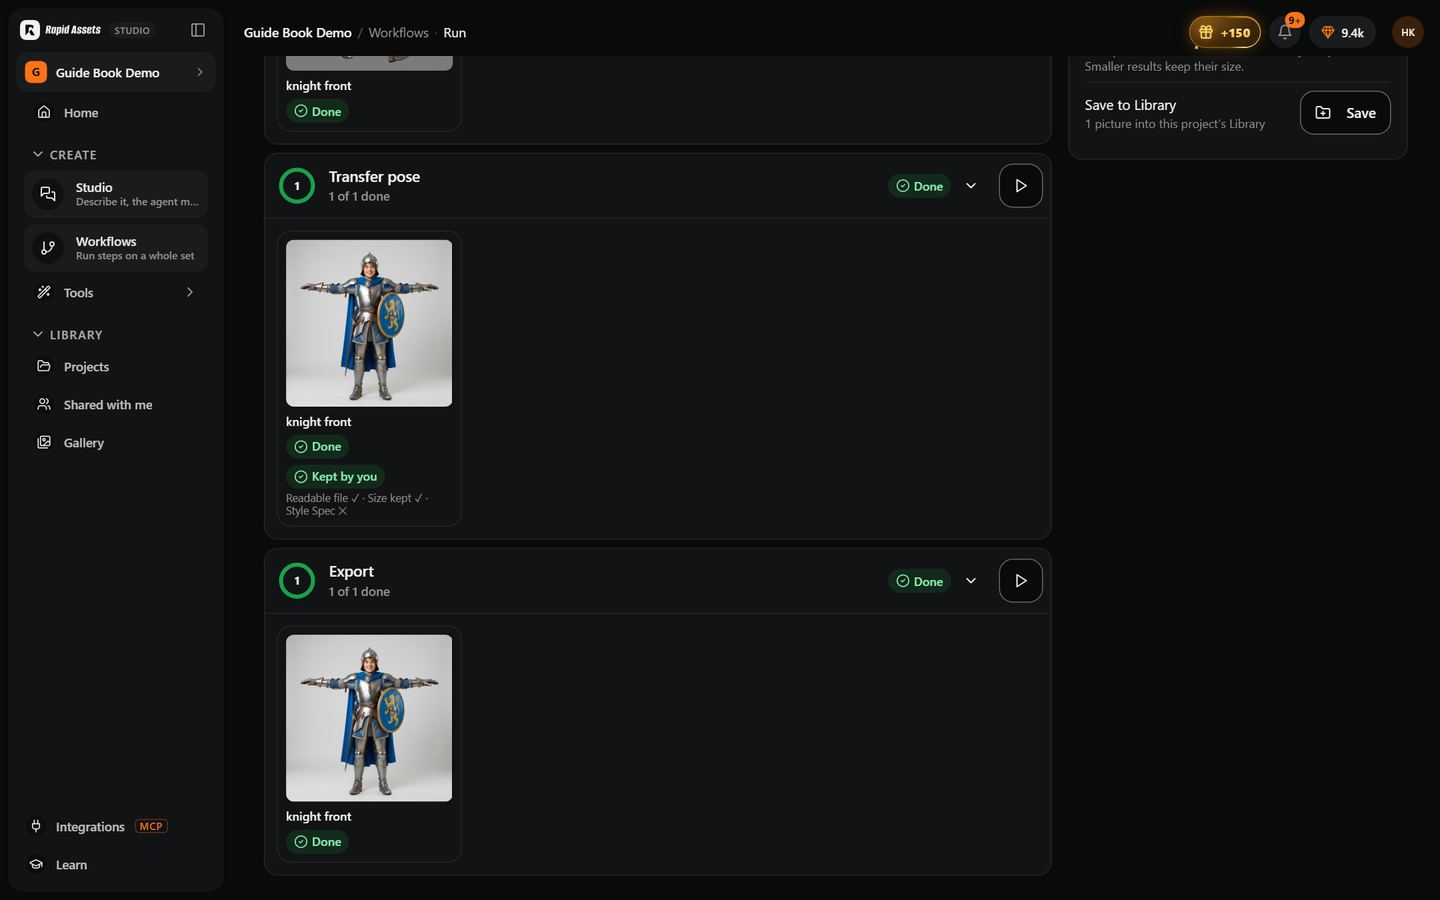 Rapid Assets STUDIO
Guide Book Demo / Workflows · Run
+150
9+
9.4k
HK
G Guide Book Demo
Home
CREATE
Studio
Describe it, the agent m...
Workflows
Run steps on a whole set
Tools
LIBRARY
Projects
Shared with me
Gallery
Integrations MCP
Learn
knight front
Done
1
Transfer pose
1 of 1 done
Done
knight front
Done
Kept by you
Readable file ✓ · Size kept ✓ ·
Style Spec ✕
1
Export
1 of 1 done
Done
knight front
Done
Smaller results keep their size.
Save to Library
1 picture into this project's Library
Save